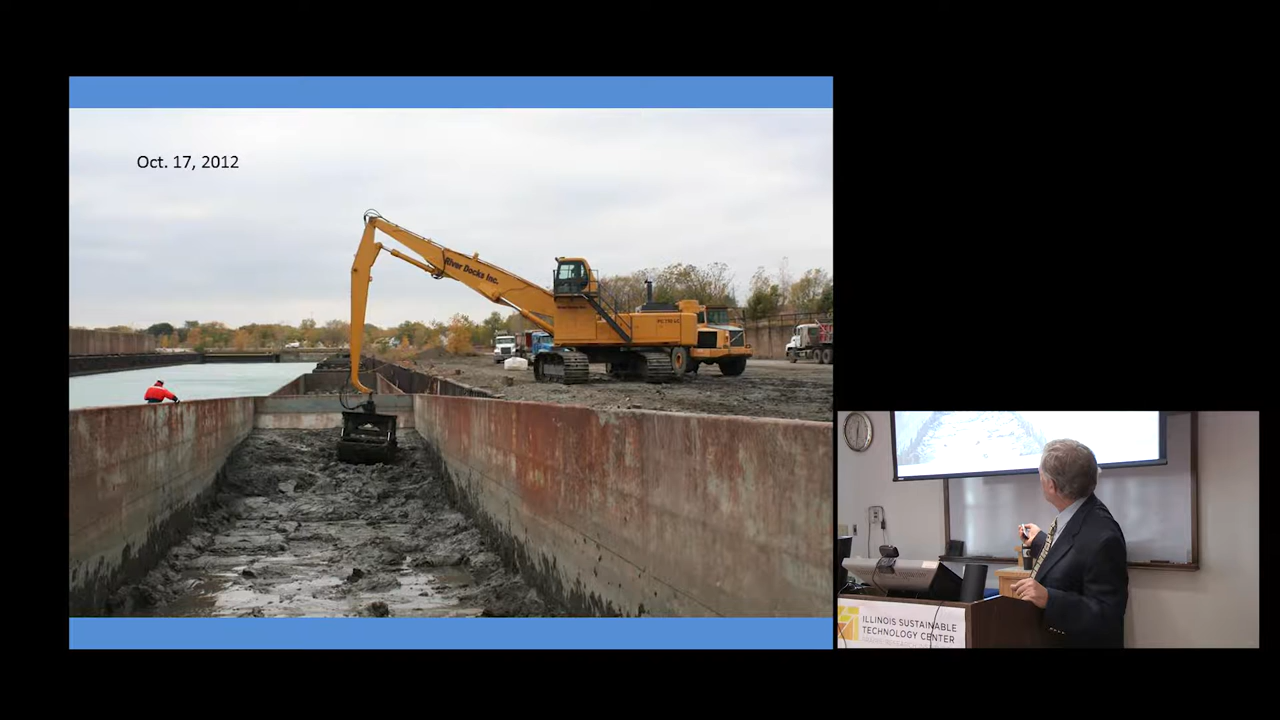 Oct. 17, 2012
River Docks Inc.
ILLINOIS SUSTAINABLE
TECHNOLOGY CENTER